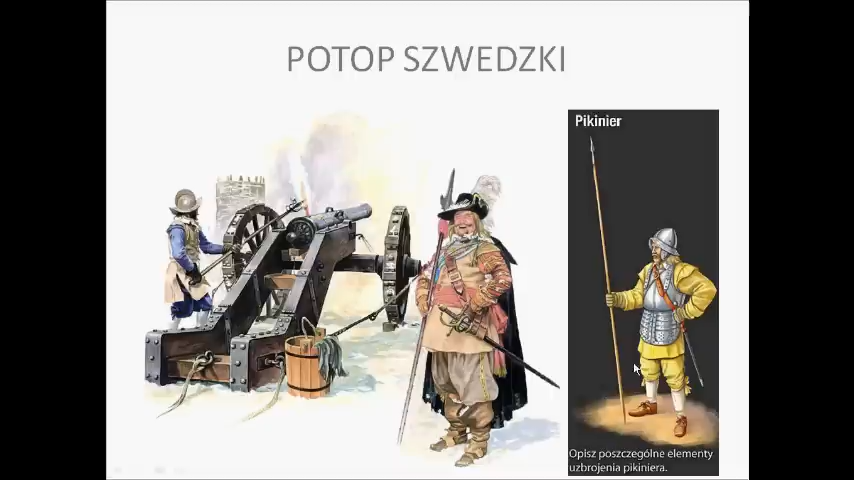 POTOP SZWEDZKI
Pikinier
Opisz poszczególne elementy
uzbrojenia pikiniera.